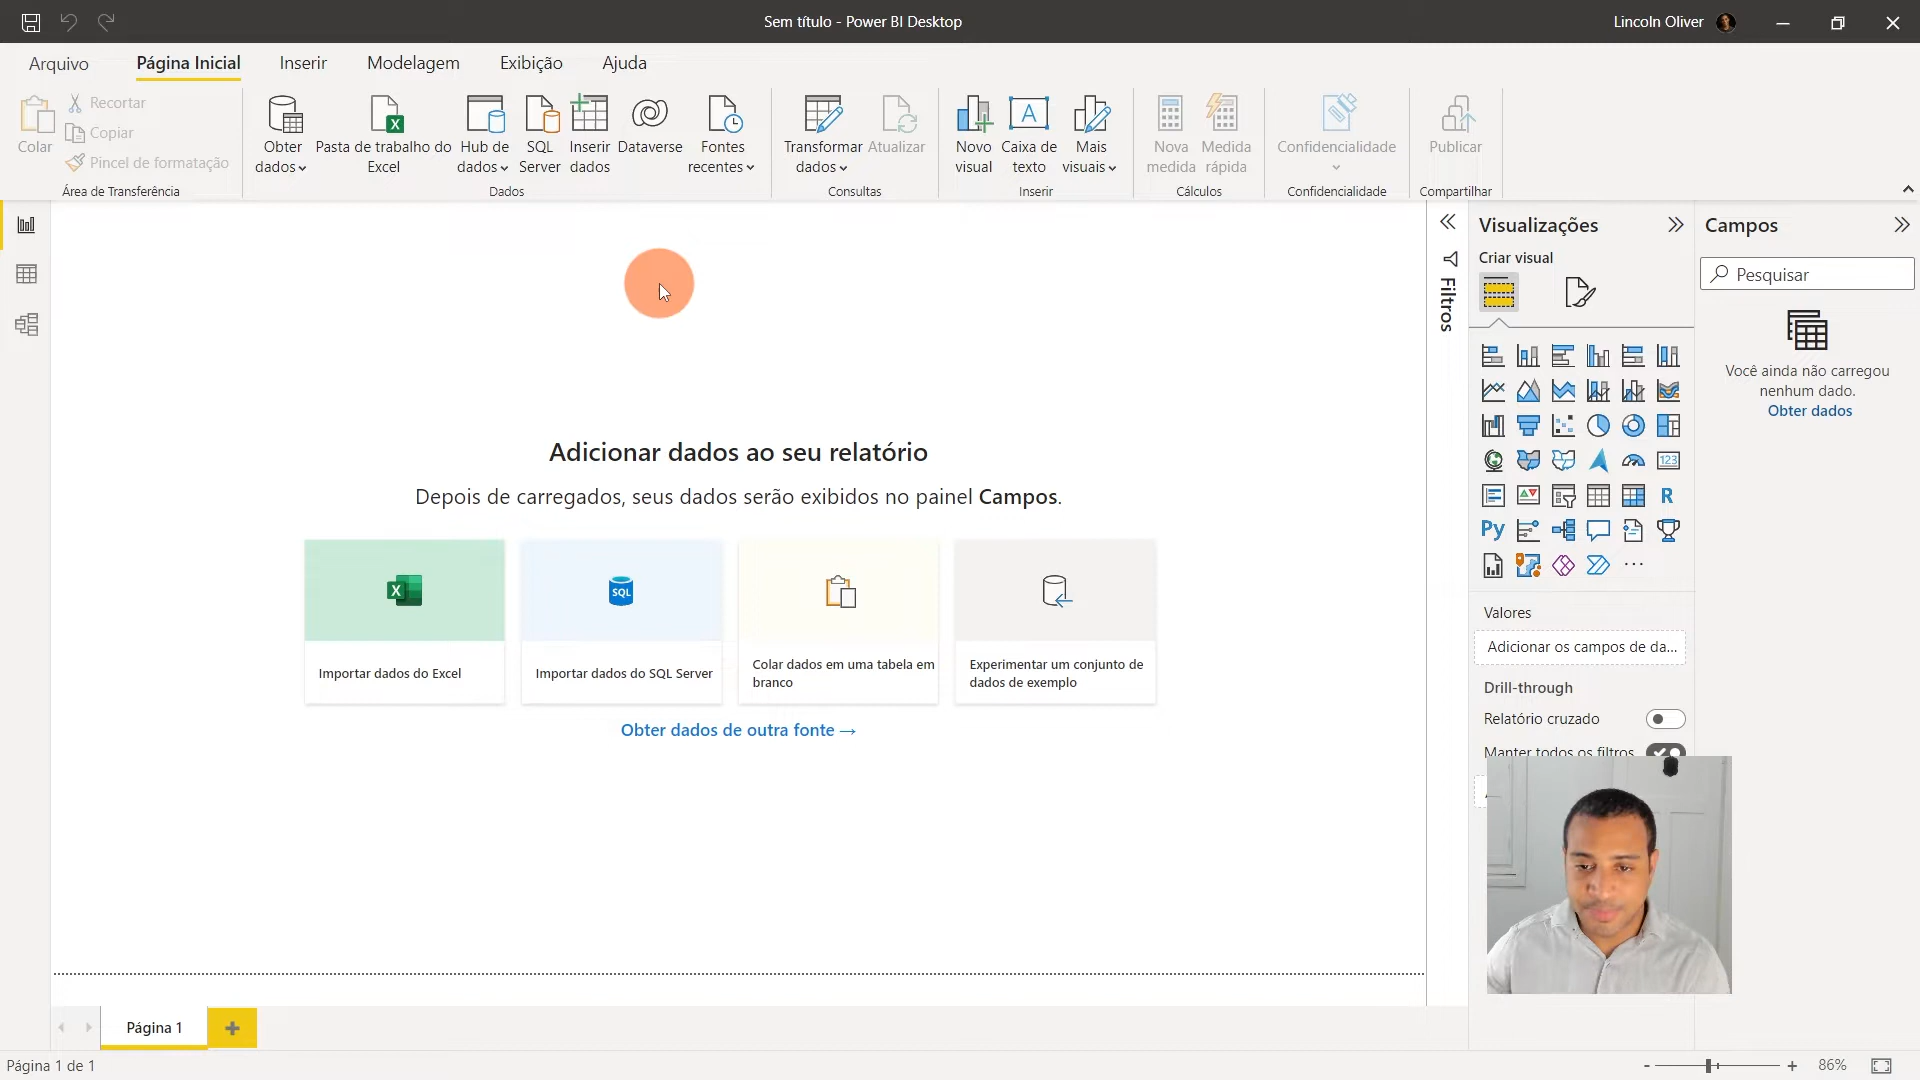 Sem título - Power BI Desktop
Lincoln Oliver
Arquivo
Página Inicial
Inserir
Modelagem
Exibição
Ajuda
Colar
Recortar
Copiar
Pincel de formatação
Área de Transferência
Obter
dados
Pasta de trabalho do
Excel
Hub de
dados
SQL
Server
Inserir
dados
Dataverse
Fontes
recentes
Dados
Transformar
dados
Atualizar
Consultas
Novo
visual
Caixa de
texto
Mais
visuais
Inserir
Nova
medida
Medida
rápida
Cálculos
Confidencialidade
Confidencialidade
Publicar
Compartilhar
Adicionar dados ao seu relatório
Depois de carregados, seus dados serão exibidos no painel Campos.
SQL
Importar dados do Excel
Importar dados do SQL Server
Colar dados em uma tabela em
branco
Experimentar um conjunto de
dados de exemplo
Obter dados de outra fonte →
Filtros
Visualizações
Criar visual
123
R
Py
Valores
Adicionar os campos de da...
Drill-through
Relatório cruzado
Manter todos os filtros
Campos
Pesquisar
Você ainda não carregou
nenhum dado.
Obter dados
Página 1
Página 1 de 1
- + 86%